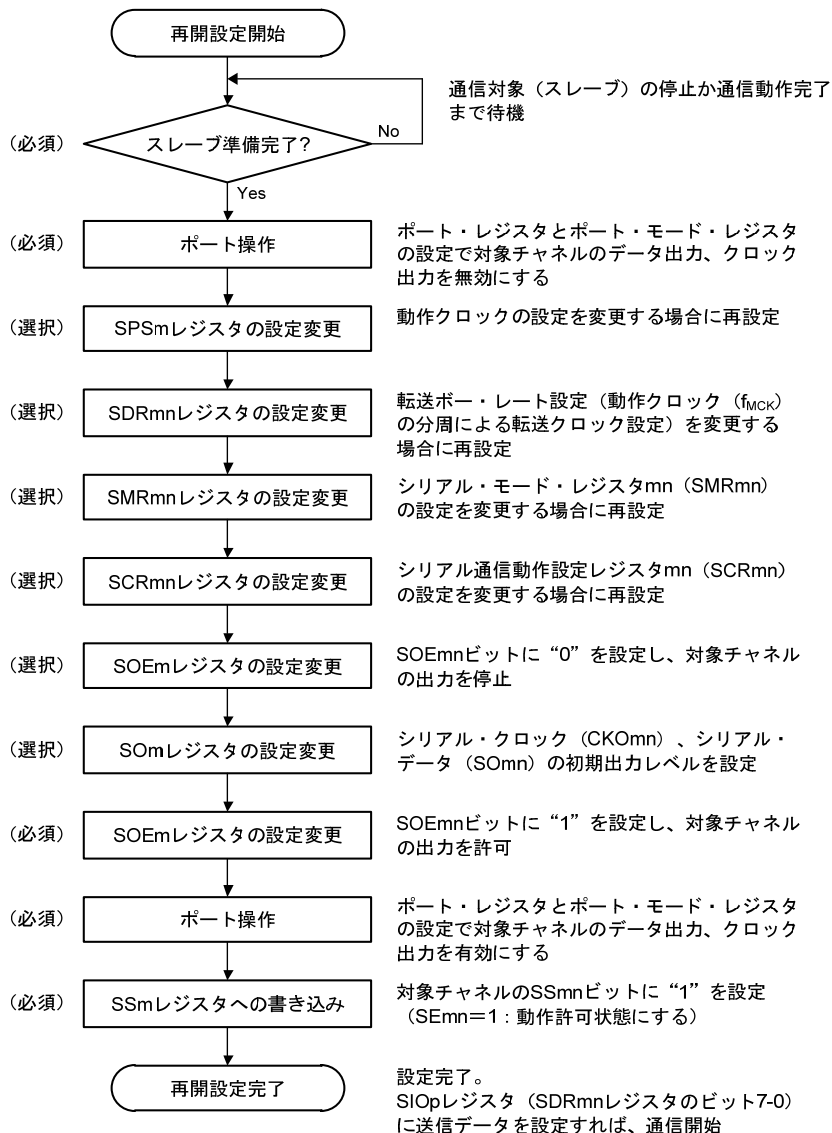 再開設定開始
通信対象（スレーブ）の停止か通信動作完了
まで待機
（必須）
スレーブ準備完了?
No
Yes
（必須）
ポート操作
ポート・レジスタとポート・モード・レジスタ
の設定で対象チャネルのデータ出力、クロック
出力を無効にする
（選択）
SPSmレジスタの設定変更
動作クロックの設定を変更する場合に再設定
（選択）
SDRmnレジスタの設定変更
転送ボー・レート設定（動作クロック（fMCK）
の分周による転送クロック設定）を変更する
場合に再設定
（選択）
SMRmnレジスタの設定変更
シリアル・モード・レジスタmn（SMRmn）
の設定を変更する場合に再設定
（選択）
SCRmnレジスタの設定変更
シリアル通信動作設定レジスタmn（SCRmn）
の設定を変更する場合に再設定
（選択）
SOEmレジスタの設定変更
SOEmnビットに“0”を設定し、対象チャネル
の出力を停止
（選択）
SOmレジスタの設定変更
シリアル・クロック（CKOmn）、シリアル・
データ（SOmn）の初期出力レベルを設定
（必須）
SOEmレジスタの設定変更
SOEmnビットに“1”を設定し、対象チャネル
の出力を許可
（必須）
ポート操作
ポート・レジスタとポート・モード・レジスタ
の設定で対象チャネルのデータ出力、クロック
出力を有効にする
（必須）
SSmレジスタへの書き込み
対象チャネルのSSmnビットに“1”を設定
（SEmn＝1：動作許可状態にする）
再開設定完了
設定完了。
SIOpレジスタ（SDRmnレジスタのビット7-0）
に送信データを設定すれば、通信開始